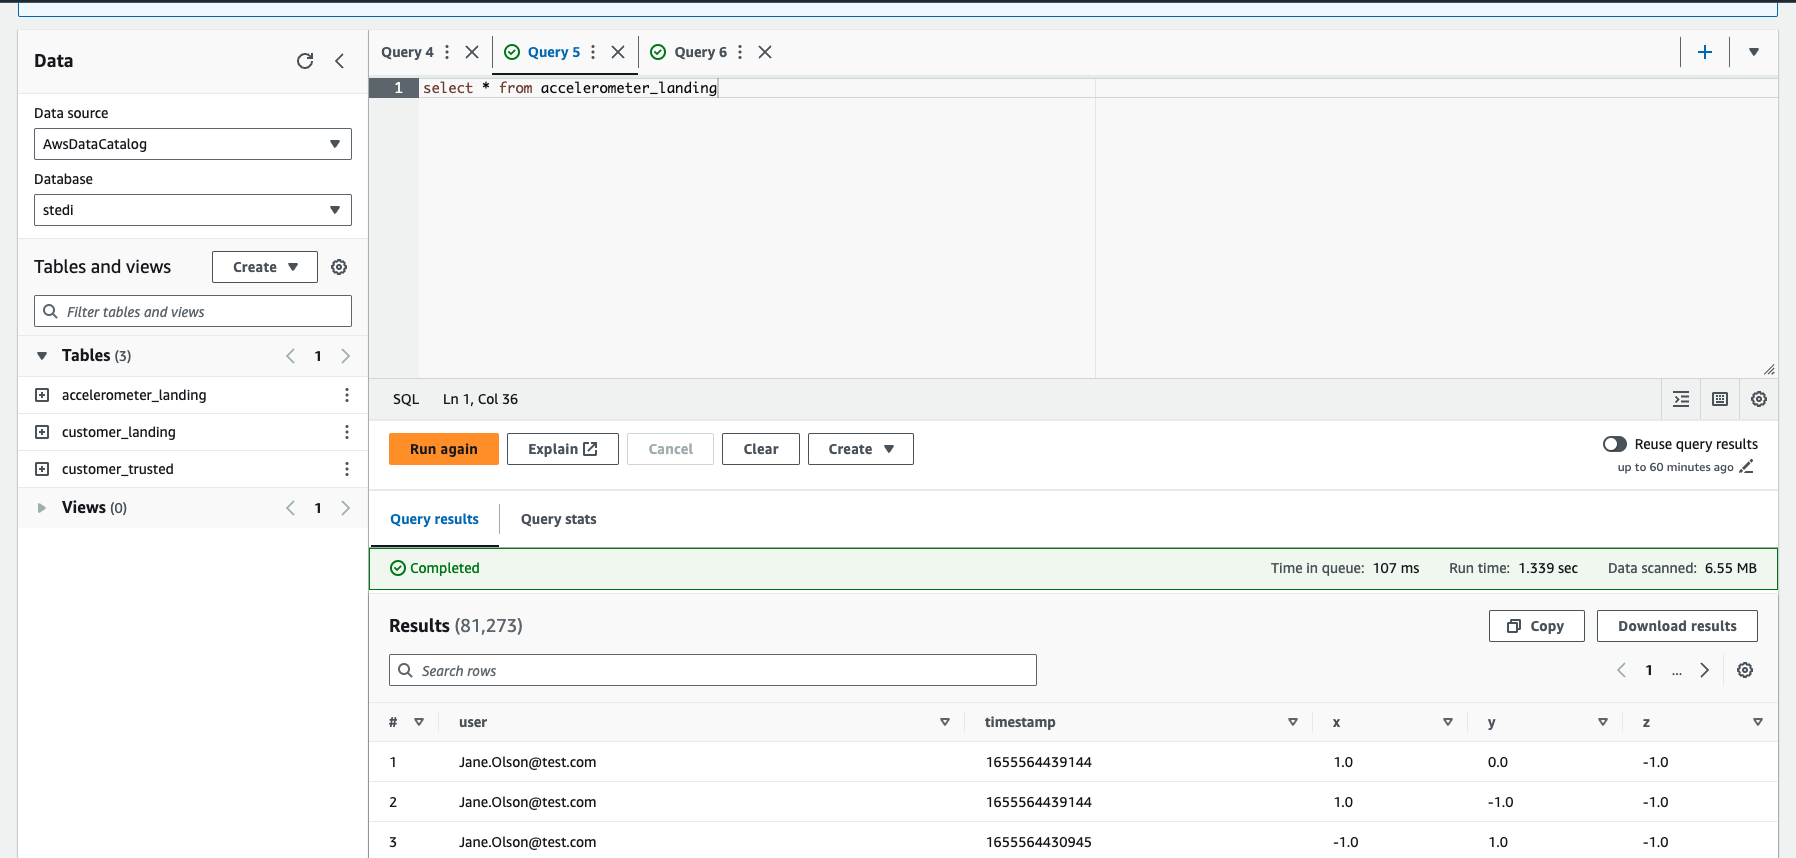 Data
Data source
AwsDataCatalog
Database
stedi
Tables and views
Create
Filter tables and views
Tables (3)
1
accelerometer_landing
customer_landing
customer_trusted
Views (0)
1
Query 4
Query 5
Query 6
1
select * from accelerometer_landing
SQL
Ln 1, Col 36
Run again
Explain
Cancel
Clear
Create
Reuse query results
up to 60 minutes ago
Query results
Query stats
Completed
Time in queue: 107 ms
Run time: 1.339 sec
Data scanned: 6.55 MB
Results (81,273)
Copy
Download results
Search rows
1 ...
# user timestamp x y z
1 Jane.Olson@test.com 1655564439144 1.0 0.0 -1.0
2 Jane.Olson@test.com 1655564439144 1.0 -1.0 -1.0
3 Jane.Olson@test.com 1655564430945 -1.0 1.0 -1.0